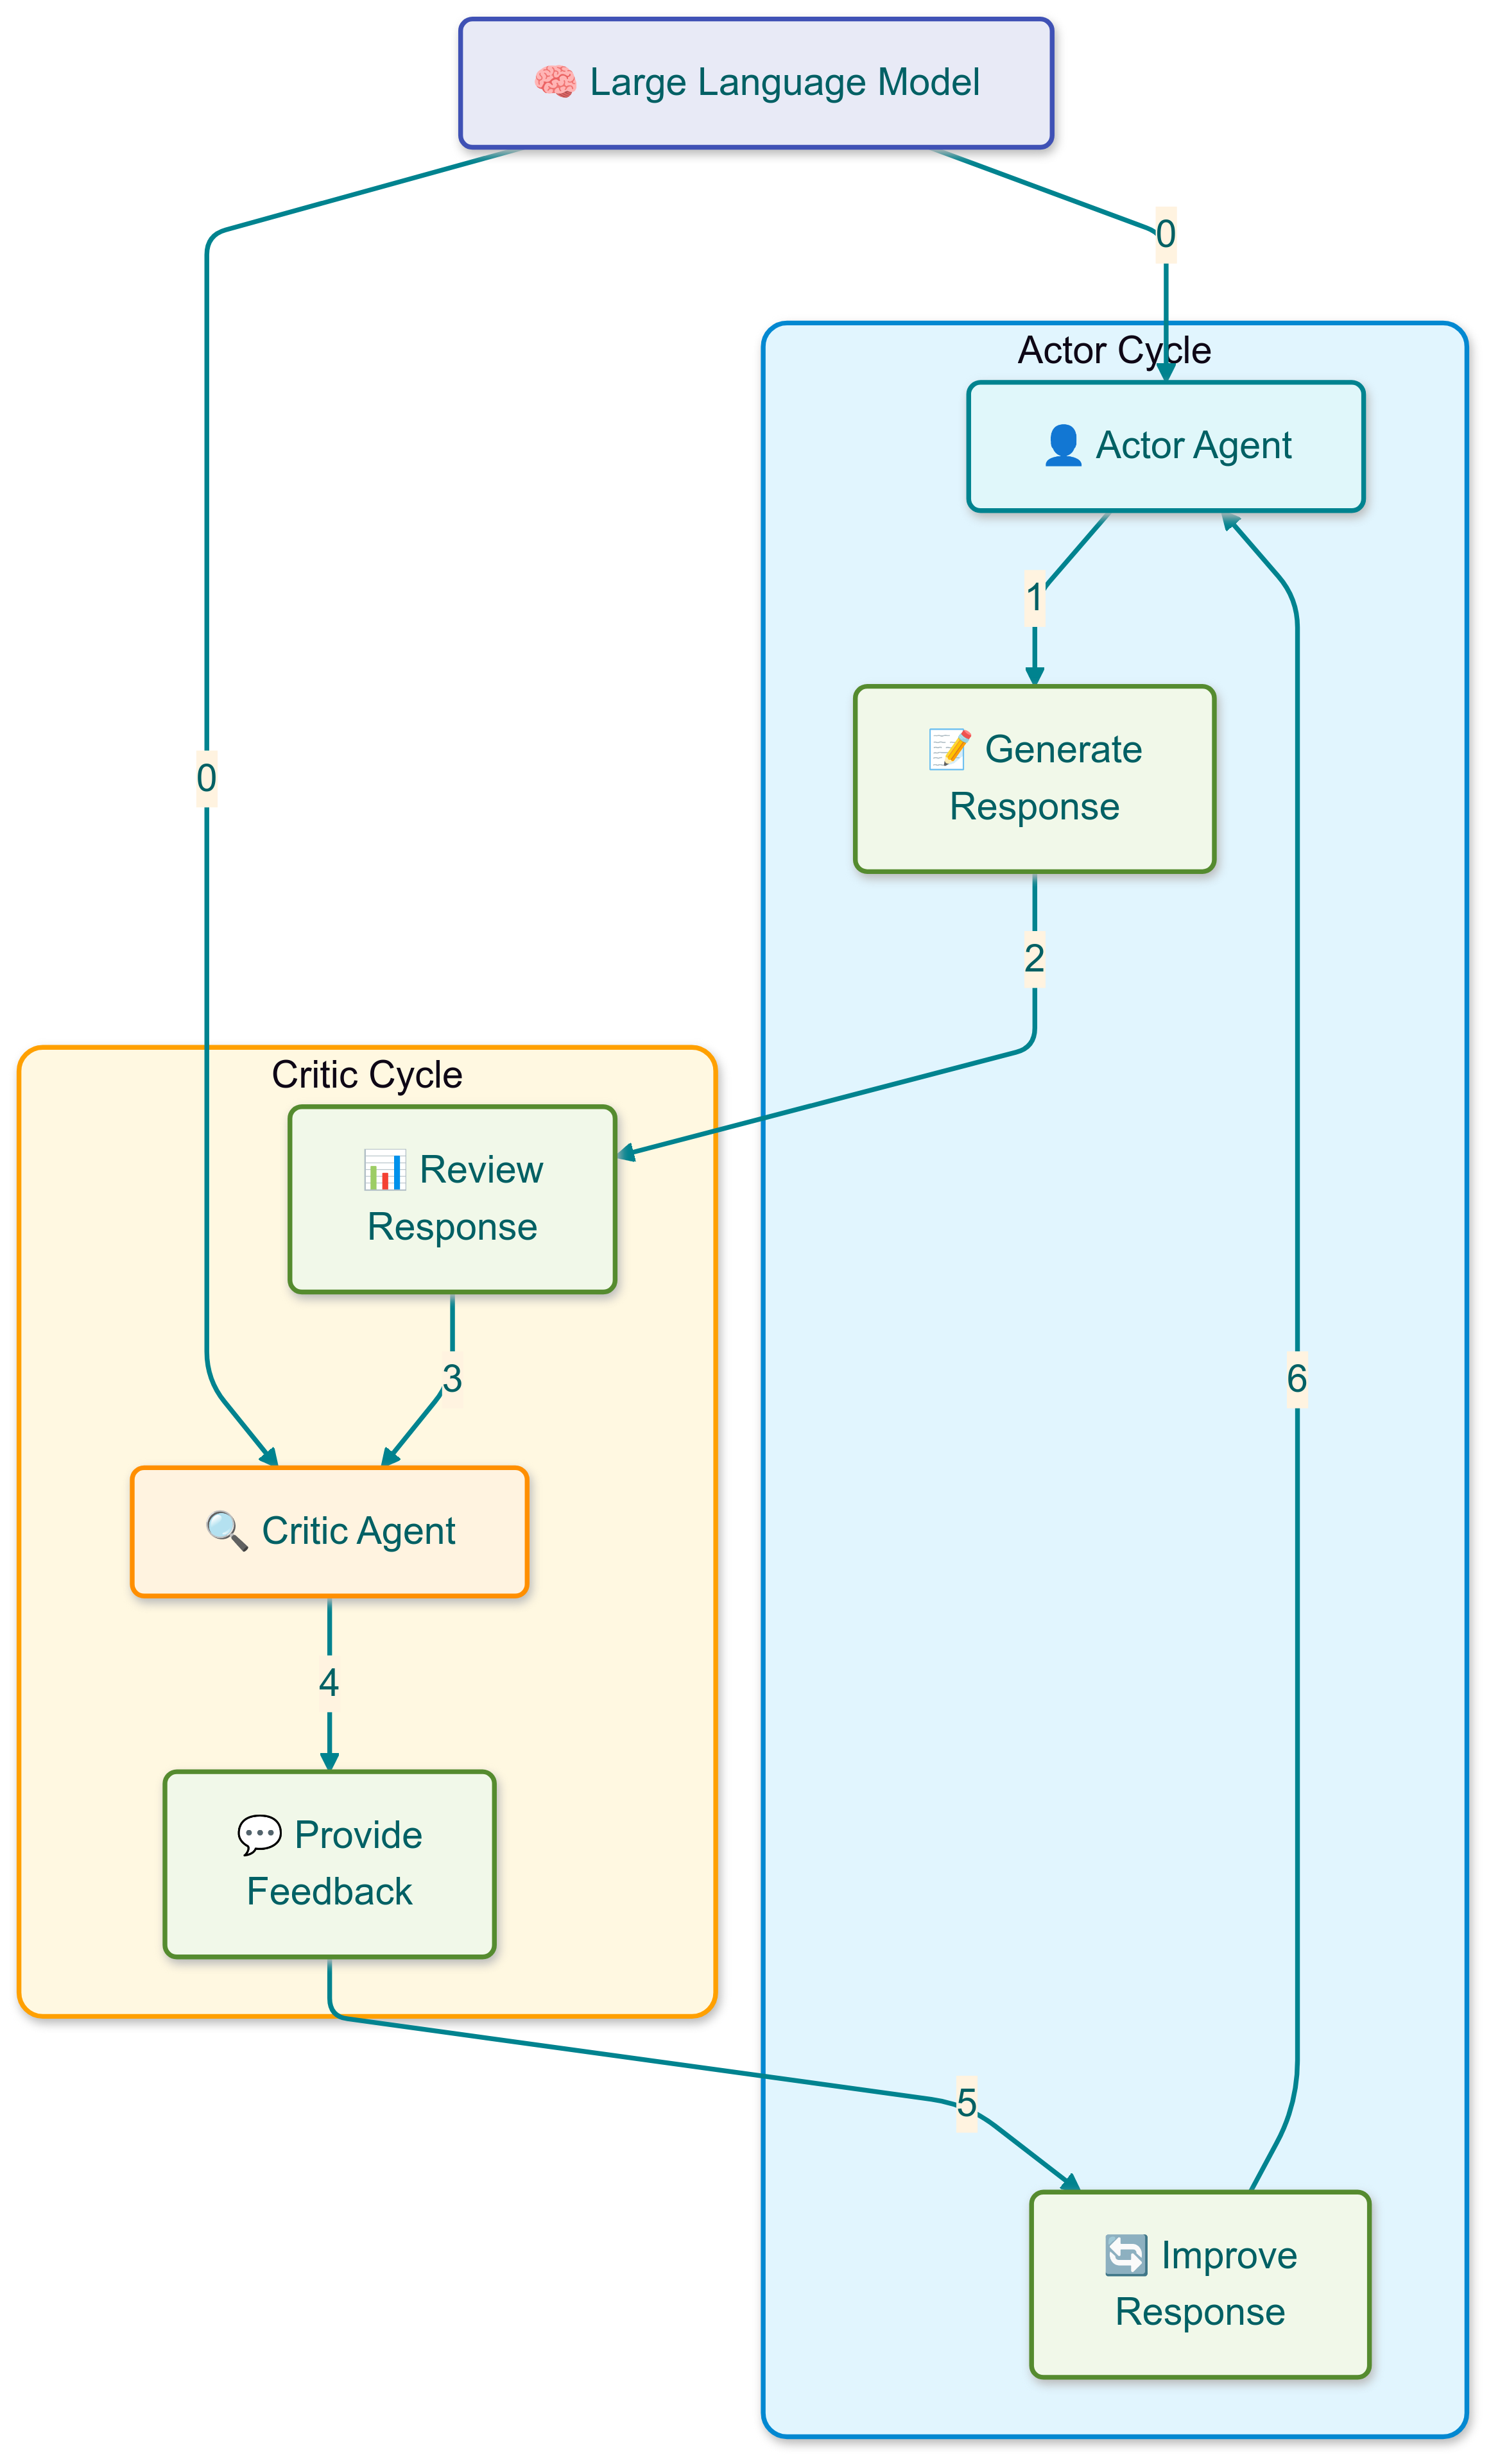 🧠 Large Language Model
0
Actor Cycle
👤 Actor Agent
1
📝 Generate
Response
0
2
Critic Cycle
📊 Review
Response
3
6
🔍 Critic Agent
4
💬 Provide
Feedback
5
🔄 Improve
Response